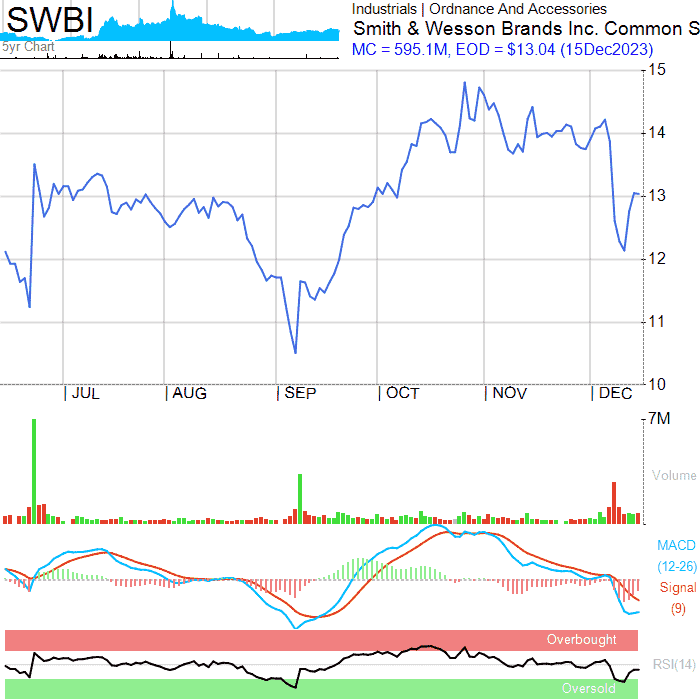 SWBI
5yr Chart
Industrials | Ordnance And Accessories
Smith & Wesson Brands Inc. Common S
MC = 595.1M, EOD = $13.04 (15Dec2023)
15
14
13
12
11
10
JUL AUG SEP OCT NOV DEC
7M
Volume
MACD
(12-26)
Signal
(9)
Overbought
RSI(14)
Oversold